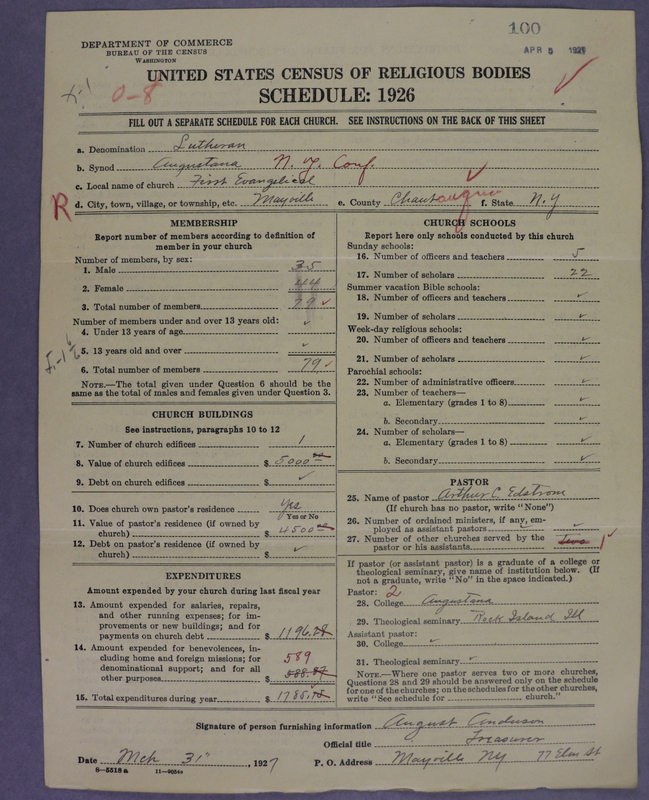 100
APR 5 1927
DEPARTMENT OF COMMERCE
BUREAU OF THE CENSUS
WASHINGTON
UNITED STATES CENSUS OF RELIGIOUS BODIES
SCHEDULE: 1926
0-8
FILL OUT A SEPARATE SCHEDULE FOR EACH CHURCH. SEE INSTRUCTIONS ON THE BACK OF THIS SHEET
a. Denomination Lutheran
b. Synod Augustana N.Y. Conf.
c. Local name of church First Evangelical
R
d. City, town, village, or township, etc. Mayville e. County Chautauqua f. State N.Y
MEMBERSHIP
Report number of members according to definition of
member in your church
Number of members, by sex:
1. Male 35
2. Female 44
3. Total number of members 79 ✓
Number of members under and over 13 years old:
4. Under 13 years of age ✓
5. 13 years old and over ✓
6. Total number of members 79 ✓
NOTE.—The total given under Question 6 should be the
same as the total of males and females given under Question 3.
CHURCH BUILDINGS
See instructions, paragraphs 10 to 12
7. Number of church edifices 1
8. Value of church edifices $ 5000.00
9. Debt on church edifices $ ✓
10. Does church own pastor's residence yes
Yes or No
11. Value of pastor's residence (if owned by
church) $ 4500.00
12. Debt on pastor's residence (if owned by
church) $ ✓
EXPENDITURES
Amount expended by your church during last fiscal year
13. Amount expended for salaries, repairs,
and other running expenses; for im-
provements or new buildings; and for
payments on church debt $ 1196.28
14. Amount expended for benevolences, in-
cluding home and foreign missions; for 589
denominational support; and for all
other purposes $ 588.87
15. Total expenditures during year $ 1785.15
CHURCH SCHOOLS
Report here only schools conducted by this church
Sunday schools:
16. Number of officers and teachers 5
17. Number of scholars 22
Summer vacation Bible schools:
18. Number of officers and teachers ✓
19. Number of scholars ✓
Week-day religious schools:
20. Number of officers and teachers ✓
21. Number of scholars ✓
Parochial schools:
22. Number of administrative officers ✓
23. Number of teachers—
a. Elementary (grades 1 to 8) ✓
b. Secondary ✓
24. Number of scholars—
a. Elementary (grades 1 to 8) ✓
b. Secondary ✓
PASTOR
25. Name of pastor Arthur C. Edstrom
(If church has no pastor, write "None")
26. Number of ordained ministers, if any, em-
ployed as assistant pastors ✓
27. Number of other churches served by the
pastor or his assistants two 1 ✓
If pastor (or assistant pastor) is a graduate of a college or
theological seminary, give name of institution below. (If
not a graduate, write "No" in the space indicated.)
Pastor: 2
28. College Augustana
29. Theological seminary Rock Island Ill
Assistant pastor:
30. College ✓
31. Theological seminary ✓
NOTE.—Where one pastor serves two or more churches,
Questions 28 and 29 should be answered only on the schedule
for one of the churches; on the schedules for the other churches,
write "See schedule for church."
Signature of person furnishing information August Anderson
Official title Treasurer
Date Mch 31", 1927 P. O. Address Mayville NY 77 Elm St
8-5518a 11-9054a